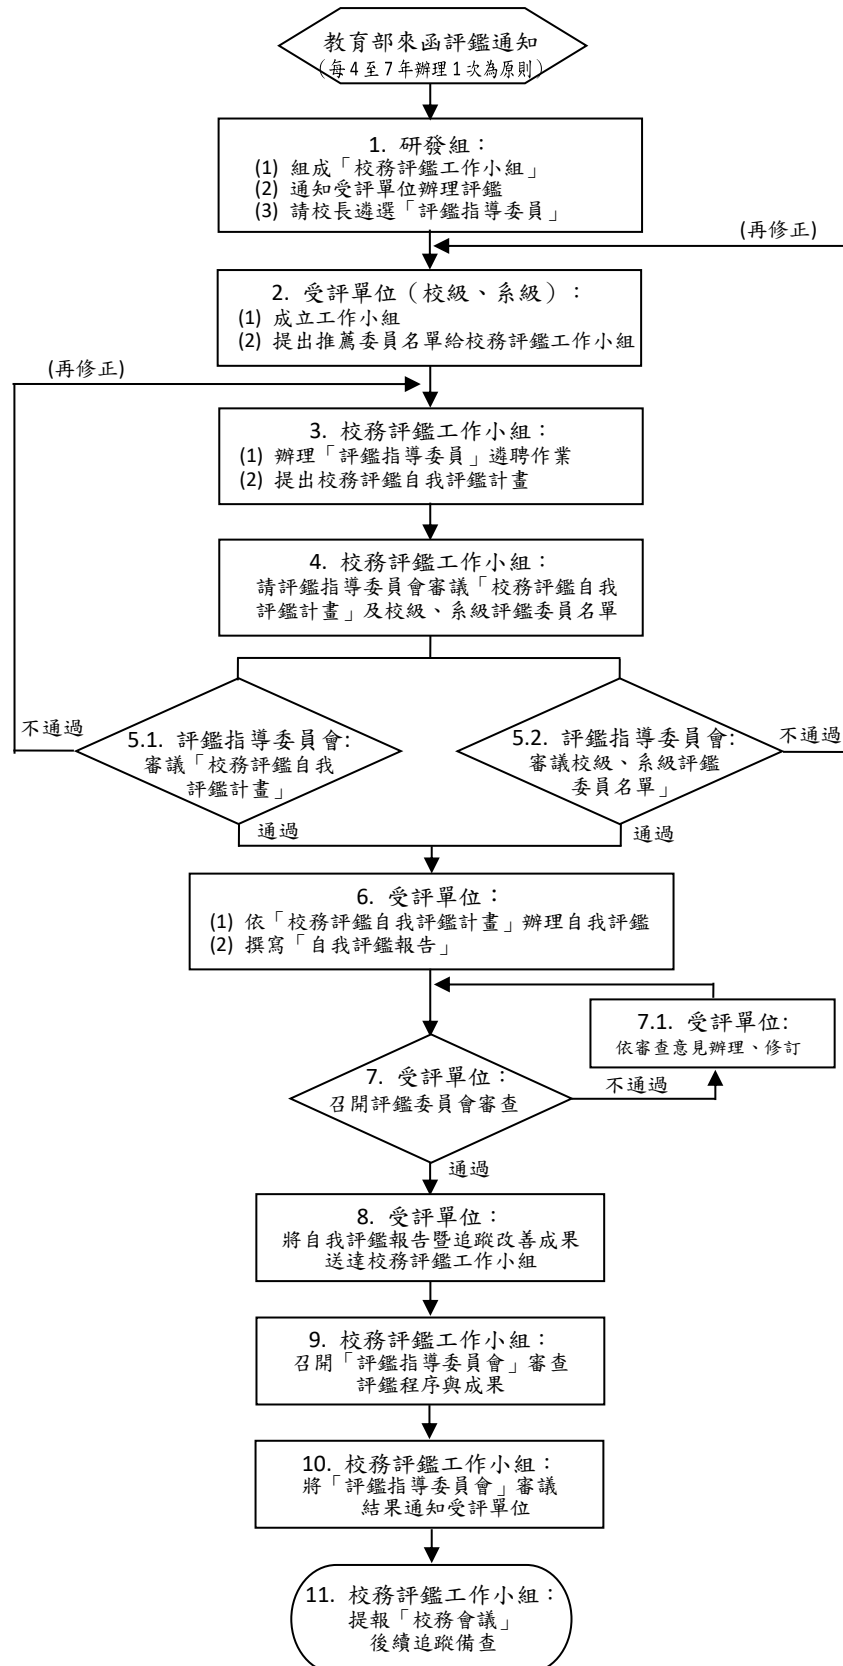 教育部來函評鑑通知
（每4至7年辦理1次為原則）
1. 研發組：
(1) 組成「校務評鑑工作小組」
(2) 通知受評單位辦理評鑑
(3) 請校長遴選「評鑑指導委員」
(再修正)
2. 受評單位（校級、系級）：
(1) 成立工作小組
(2) 提出推薦委員名單給校務評鑑工作小組
(再修正)
3. 校務評鑑工作小組：
(1) 辦理「評鑑指導委員」遴聘作業
(2) 提出校務評鑑自我評鑑計畫
4. 校務評鑑工作小組：
請評鑑指導委員會審議「校務評鑑自我
評鑑計畫」及校級、系級評鑑委員名單
不通過
5.1. 評鑑指導委員會:
審議「校務評鑑自我
評鑑計畫」
通過
5.2. 評鑑指導委員會:
審議校級、系級評鑑
委員名單」
不通過
通過
6. 受評單位：
(1) 依「校務評鑑自我評鑑計畫」辦理自我評鑑
(2) 撰寫「自我評鑑報告」
7.1. 受評單位:
依審查意見辦理、修訂
7. 受評單位：
召開評鑑委員會審查
不通過
通過
8. 受評單位：
將自我評鑑報告暨追蹤改善成果
送達校務評鑑工作小組
9. 校務評鑑工作小組：
召開「評鑑指導委員會」審查
評鑑程序與成果
10. 校務評鑑工作小組：
將「評鑑指導委員會」審議
結果通知受評單位
11. 校務評鑑工作小組：
提報「校務會議」
後續追蹤備查